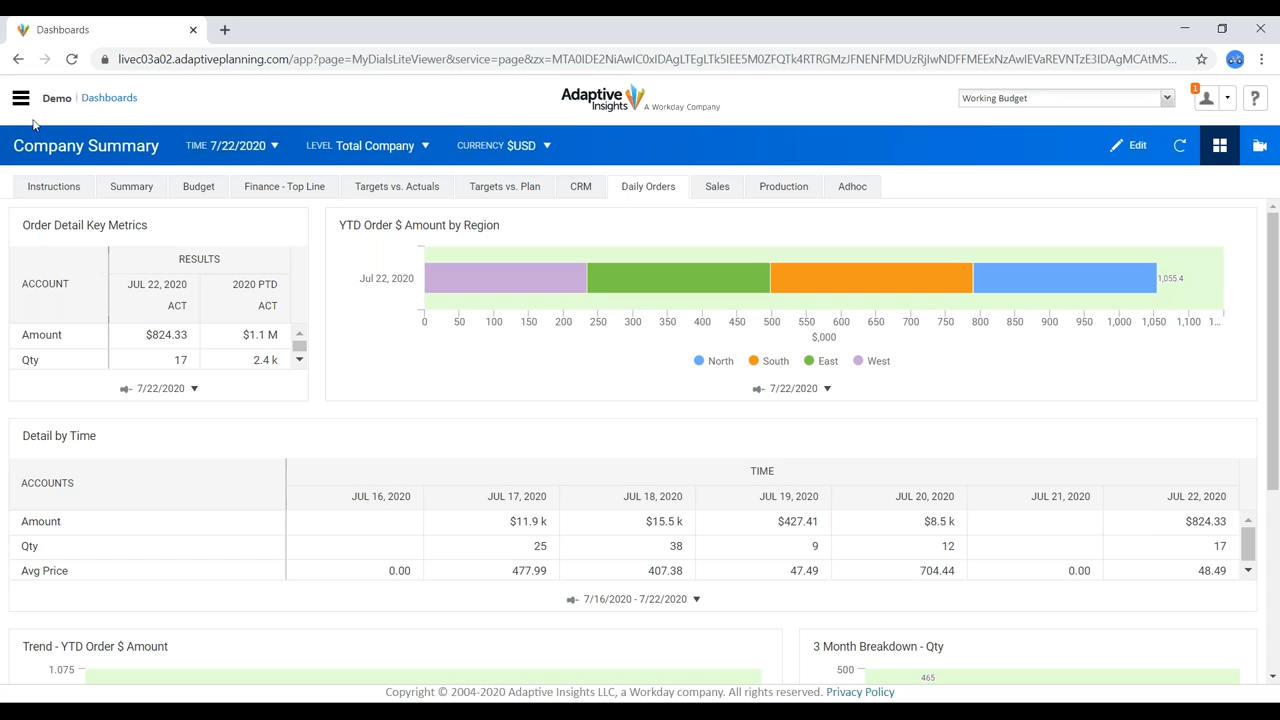 Dashboards
Demo | Dashboards
Adaptive Insights A Workday Company
Working Budget
1
?
Company Summary TIME 7/22/2020 LEVEL Total Company CURRENCY $USD Edit
Instructions Summary Budget Finance - Top Line Targets vs. Actuals Targets vs. Plan CRM Daily Orders Sales Production Adhoc
Order Detail Key Metrics
RESULTS
ACCOUNT JUL 22, 2020 2020 PTD
ACT ACT
Amount $824.33 $1.1 M
Qty 17 2.4 k
7/22/2020
YTD Order $ Amount by Region
Jul 22, 2020 1,055.4
0 50 100 150 200 250 300 350 400 450 500 550 600 650 700 750 800 850 900 950 1,000 1,050 1,100 1...
$,000
North South East West
7/22/2020
Detail by Time
ACCOUNTS TIME
JUL 16, 2020 JUL 17, 2020 JUL 18, 2020 JUL 19, 2020 JUL 20, 2020 JUL 21, 2020 JUL 22, 2020
Amount $11.9 k $15.5 k $427.41 $8.5 k $824.33
Qty 25 38 9 12 17
Avg Price 0.00 477.99 407.38 47.49 704.44 0.00 48.49
7/16/2020 - 7/22/2020
Trend - YTD Order $ Amount
1.075
3 Month Breakdown - Qty
500
465
Copyright © 2004-2020 Adaptive Insights LLC, a Workday company. All rights reserved. Privacy Policy